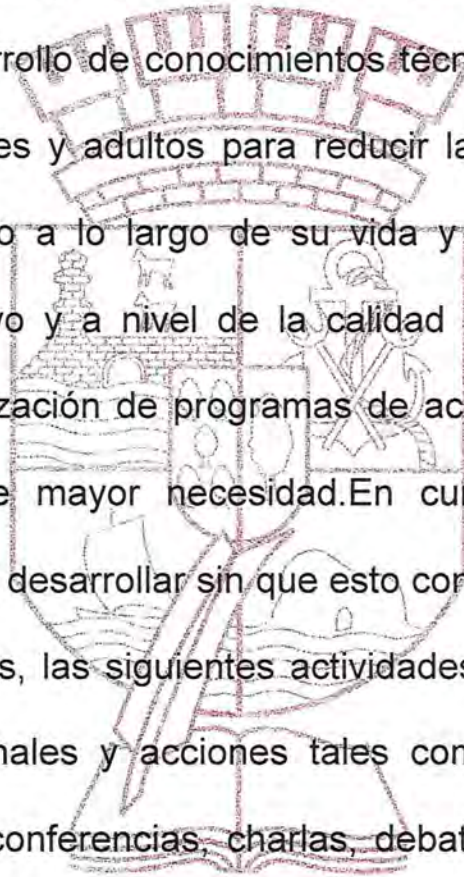 rrollo de conocimientos técn
es y adultos para reducir la
o a lo largo de su vida y
vo y a nivel de la calidad
zación de programas de ac
e mayor necesidad.En cu
desarrollar sin que esto con
s, las siguientes actividades
nales y acciones tales com
conferencias, charlas, debat